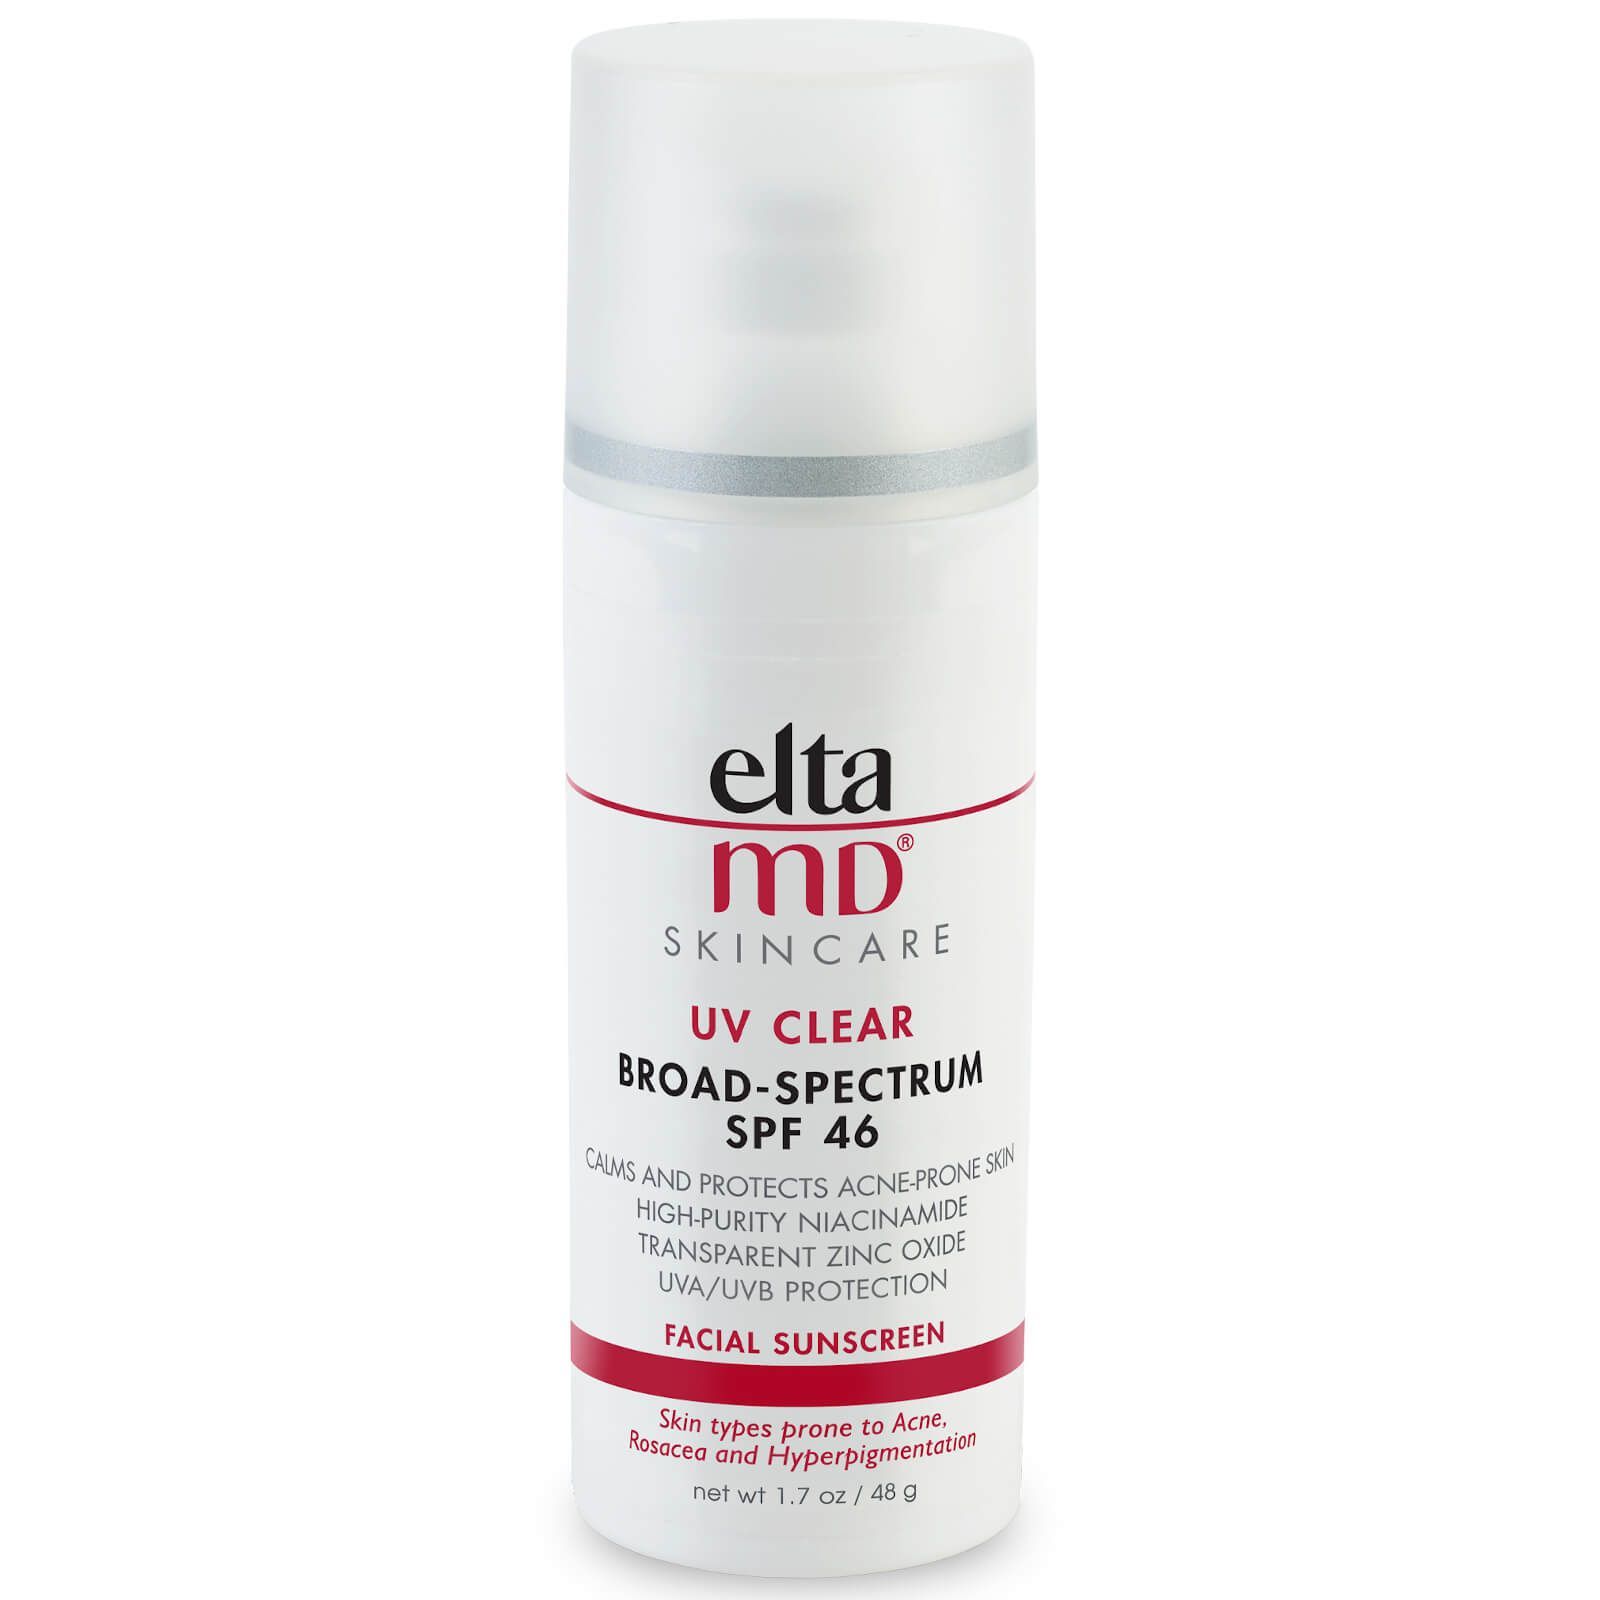 elta
MD®
SKINCARE
UV CLEAR
BROAD-SPECTRUM
SPF 46
CALMS AND PROTECTS ACNE-PRONE SKIN
HIGH-PURITY NIACINAMIDE
TRANSPARENT ZINC OXIDE
UVA/UVB PROTECTION
FACIAL SUNSCREEN
Skin types prone to Acne,
Rosacea and Hyperpigmentation
net wt 1.7 oz / 48 g